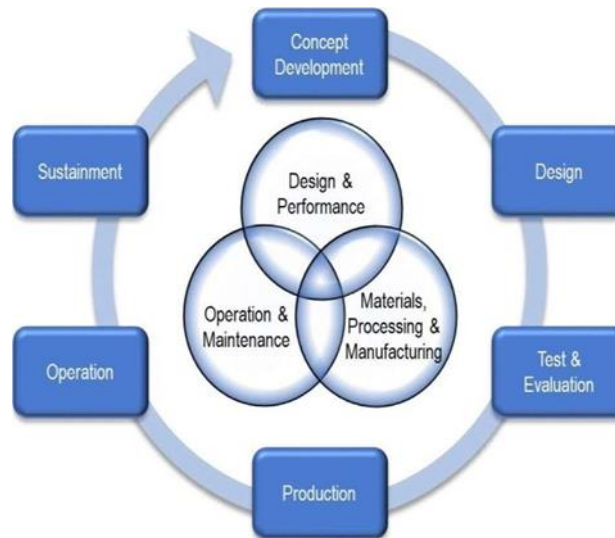 Concept
Development
Sustainment
Design
Design &
Performance
Operation &
Maintenance
Materials,
Processing &
Manufacturing
Operation
Test &
Evaluation
Production